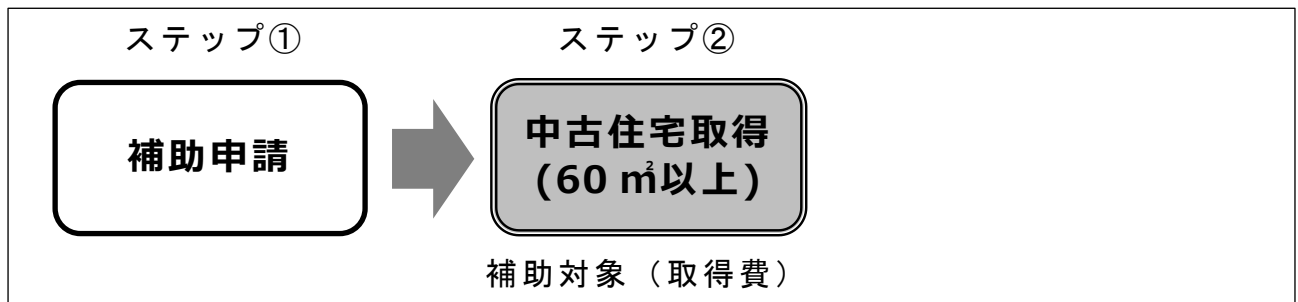 ステップ①
ステップ②
補助申請
中古住宅取得
(60 ㎡以上)
補助対象（取得費）